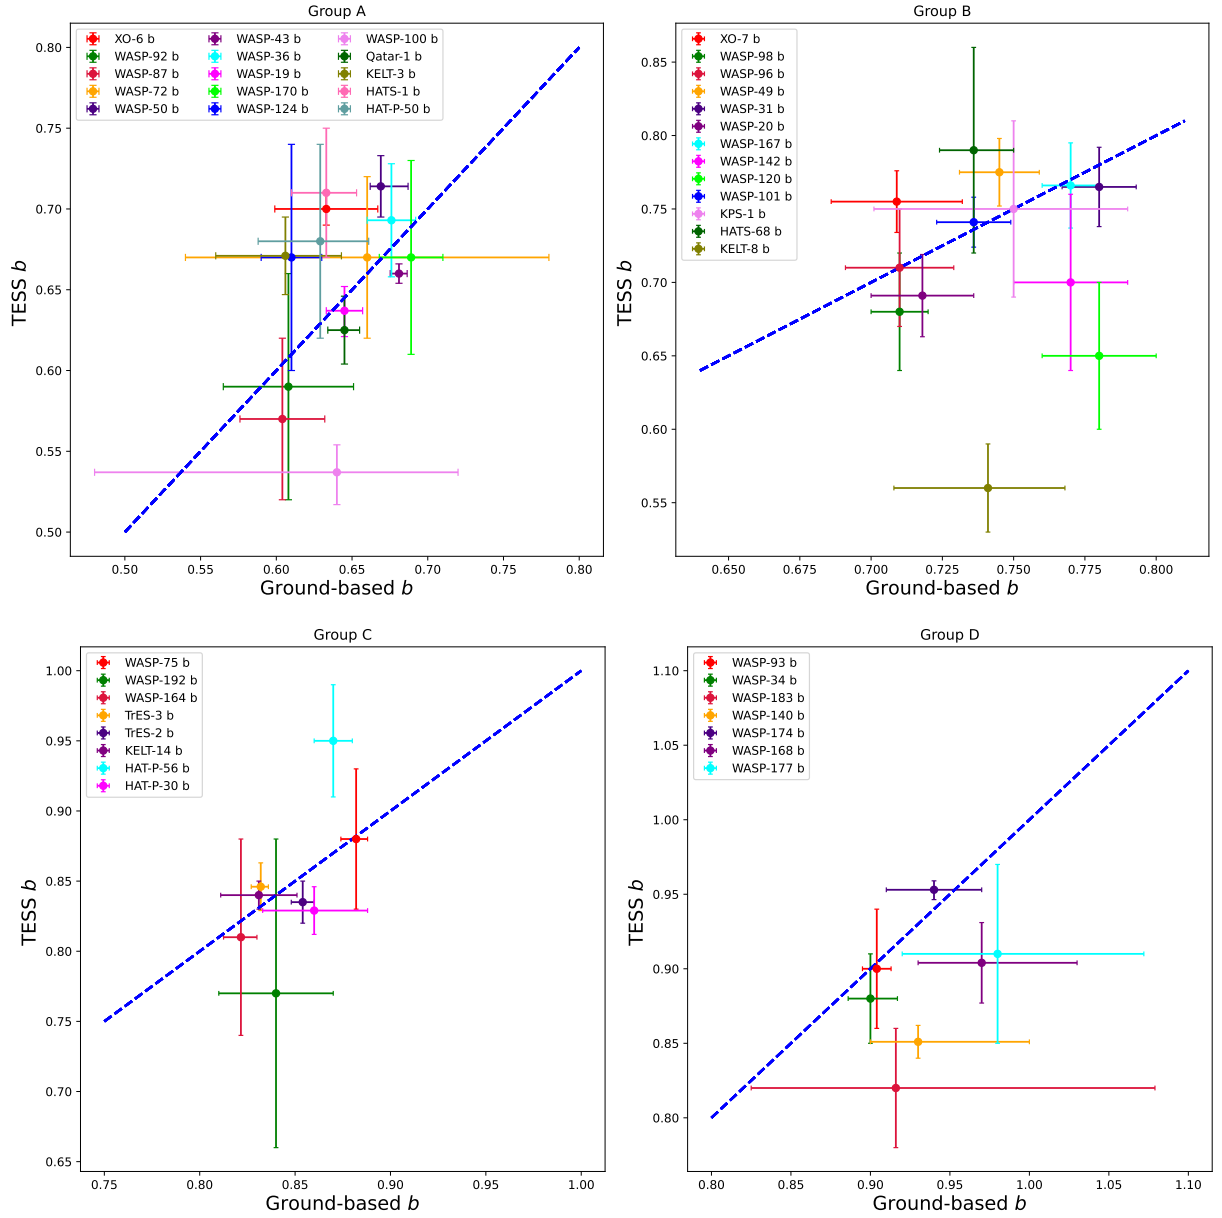 Group A
XO-6 b
WASP-92 b
WASP-87 b
WASP-72 b
WASP-50 b
WASP-43 b
WASP-36 b
WASP-19 b
WASP-170 b
WASP-124 b
WASP-100 b
Qatar-1 b
KELT-3 b
HATS-1 b
HAT-P-50 b
0.80
0.75
0.70
0.65
0.60
0.55
0.50
TESS b
0.50
0.55
0.60
0.65
0.70
0.75
0.80
Ground-based b
Group B
XO-7 b
WASP-98 b
WASP-96 b
WASP-49 b
WASP-31 b
WASP-20 b
WASP-167 b
WASP-142 b
WASP-120 b
WASP-101 b
KPS-1 b
HATS-68 b
KELT-8 b
0.85
0.80
0.75
0.70
0.65
0.60
0.55
TESS b
0.650
0.675
0.700
0.725
0.750
0.775
0.800
Ground-based b
Group C
WASP-75 b
WASP-192 b
WASP-164 b
TrES-3 b
TrES-2 b
KELT-14 b
HAT-P-56 b
HAT-P-30 b
1.00
0.95
0.90
0.85
0.80
0.75
0.70
0.65
TESS b
0.75
0.80
0.85
0.90
0.95
1.00
Ground-based b
Group D
WASP-93 b
WASP-34 b
WASP-183 b
WASP-140 b
WASP-174 b
WASP-168 b
WASP-177 b
1.10
1.05
1.00
0.95
0.90
0.85
0.80
TESS b
0.80
0.85
0.90
0.95
1.00
1.05
1.10
Ground-based b